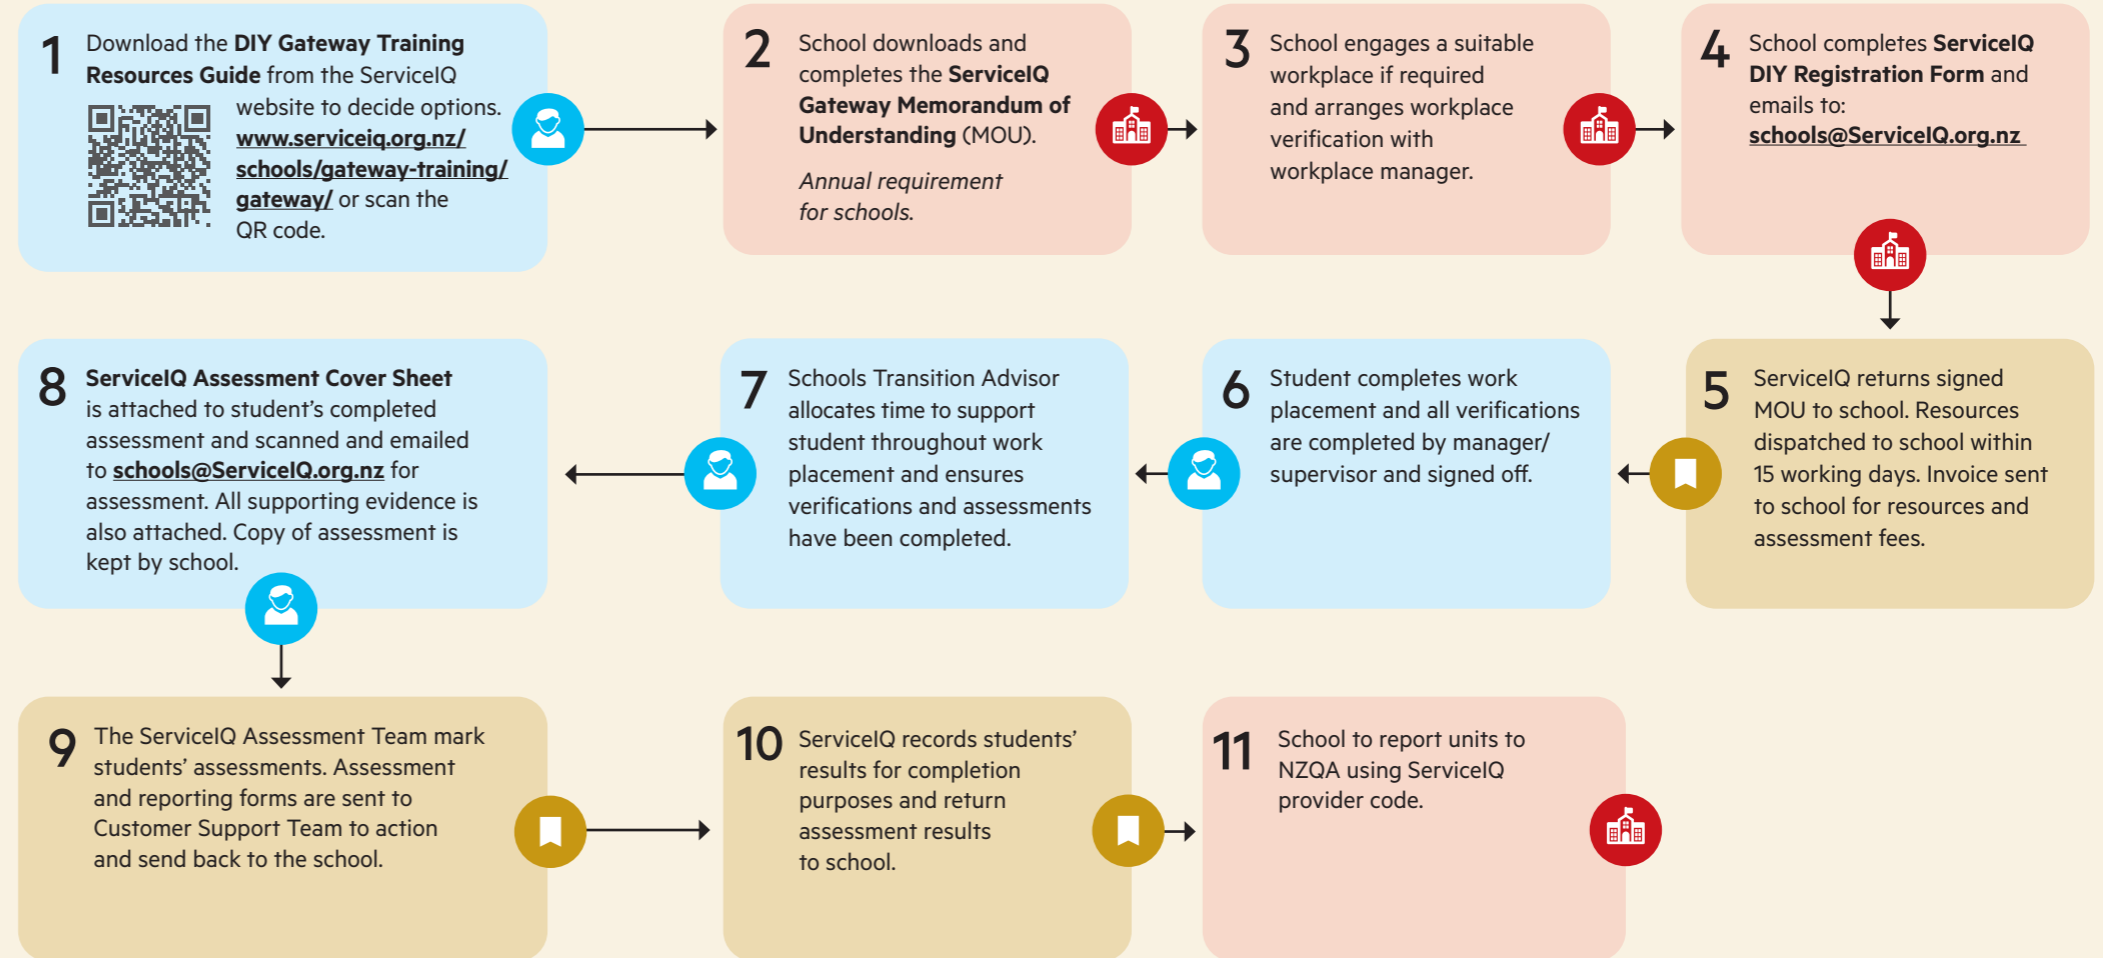 1
Download the DIY Gateway Training
Resources Guide from the ServiceIQ
website to decide options.
www.serviceiq.org.nz/
schools/gateway-training/
gateway/ or scan the
QR code.
2
School downloads and
completes the ServiceIQ
Gateway Memorandum of
Understanding (MOU).
Annual requirement
for schools.
3
School engages a suitable
workplace if required
and arranges workplace
verification with
workplace manager.
4
School completes ServiceIQ
DIY Registration Form and
emails to:
schools@ServiceIQ.org.nz
5
ServiceIQ returns signed
MOU to school. Resources
dispatched to school within
15 working days. Invoice sent
to school for resources and
assessment fees.
6
Student completes work
placement and all verifications
are completed by manager/
supervisor and signed off.
7
Schools Transition Advisor
allocates time to support
student throughout work
placement and ensures
verifications and assessments
have been completed.
8
ServiceIQ Assessment Cover Sheet
is attached to student's completed
assessment and scanned and emailed
to schools@ServiceIQ.org.nz for
assessment. All supporting evidence is
also attached. Copy of assessment is
kept by school.
9
The ServiceIQ Assessment Team mark
students' assessments. Assessment
and reporting forms are sent to
Customer Support Team to action
and send back to the school.
10
ServiceIQ records students'
results for completion
purposes and return
assessment results
to school.
11
School to report units to
NZQA using ServiceIQ
provider code.